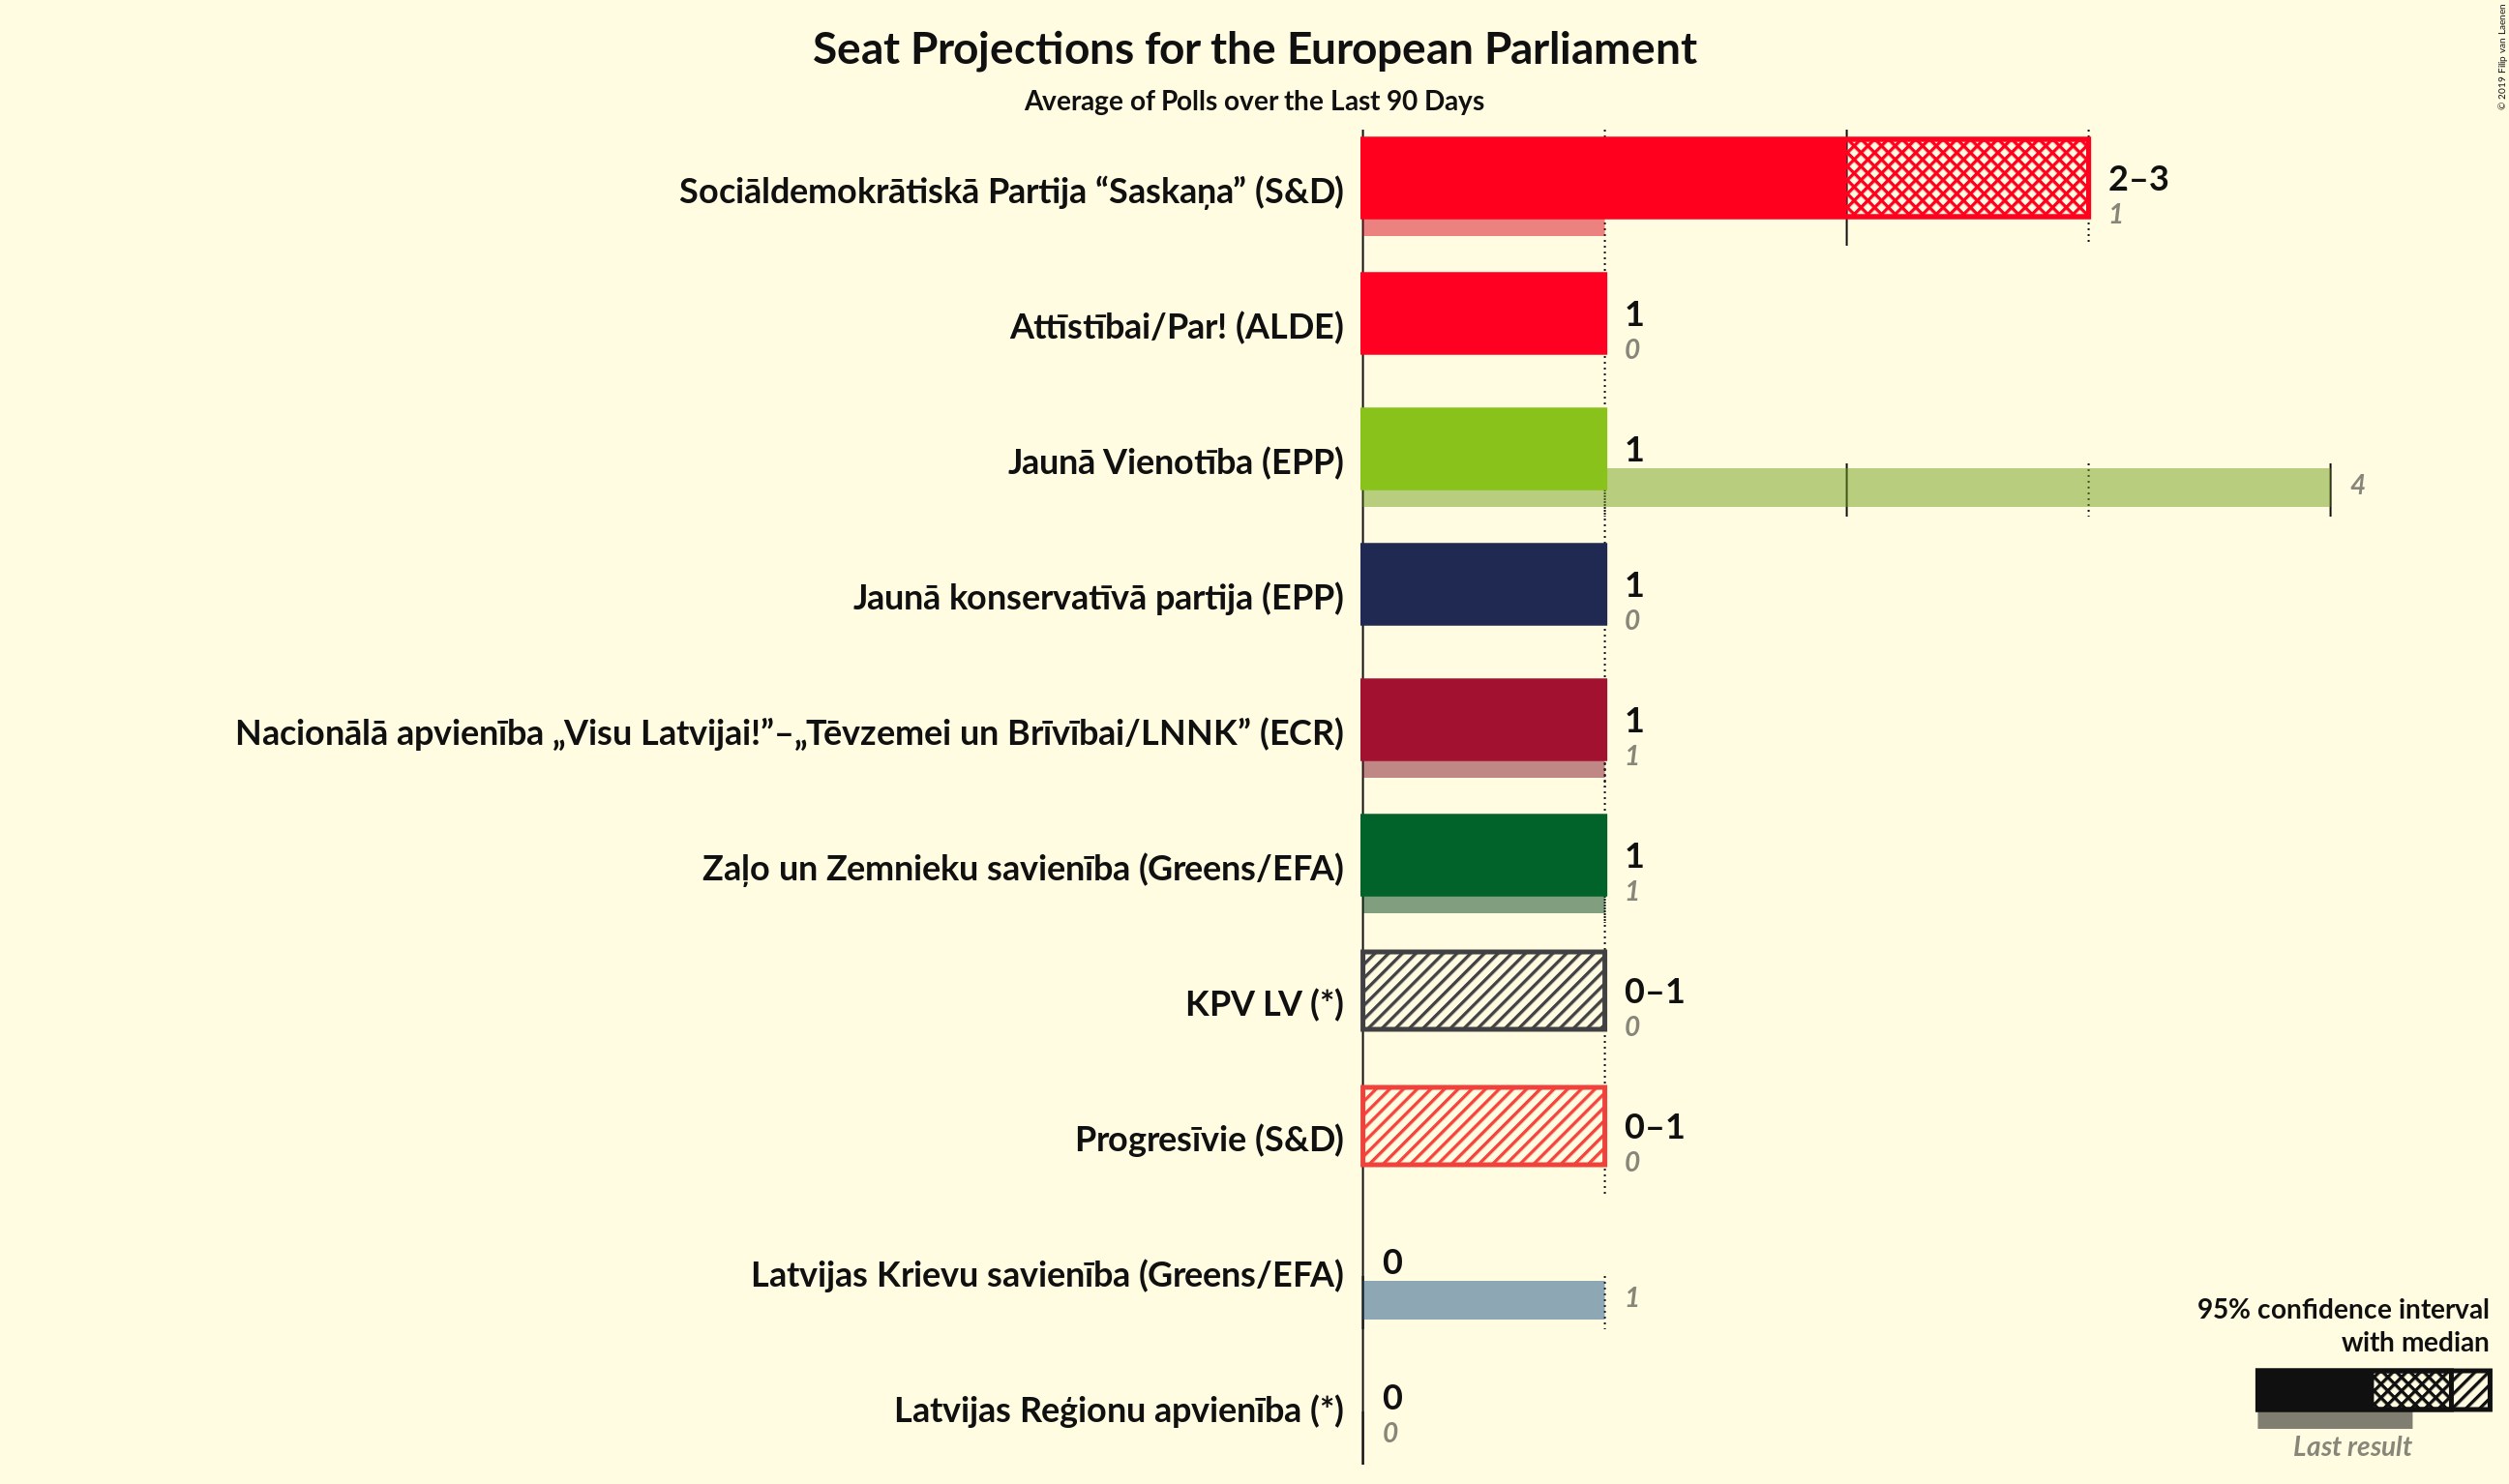 Seat Projections for the European Parliament
Average of Polls over the Last 90 Days
© 2019 Filip van Laenen
Sociāldemokrātiskā Partija “Saskaņa” (S&D)
2–3
1
Attīstībai/Par! (ALDE)
1
0
Jaunā Vienotība (EPP)
1
4
Jaunā konservatīvā partija (EPP)
1
0
Nacionālā apvienība „Visu Latvijai!”–„Tēvzemei un Brīvībai/LNNK” (ECR)
1
1
Zaļo un Zemnieku savienība (Greens/EFA)
1
1
KPV LV (*)
0–1
0
Progresīvie (S&D)
0–1
0
Latvijas Krievu savienība (Greens/EFA)
0
1
Latvijas Reģionu apvienība (*)
0
0
95% confidence interval
with median
Last result